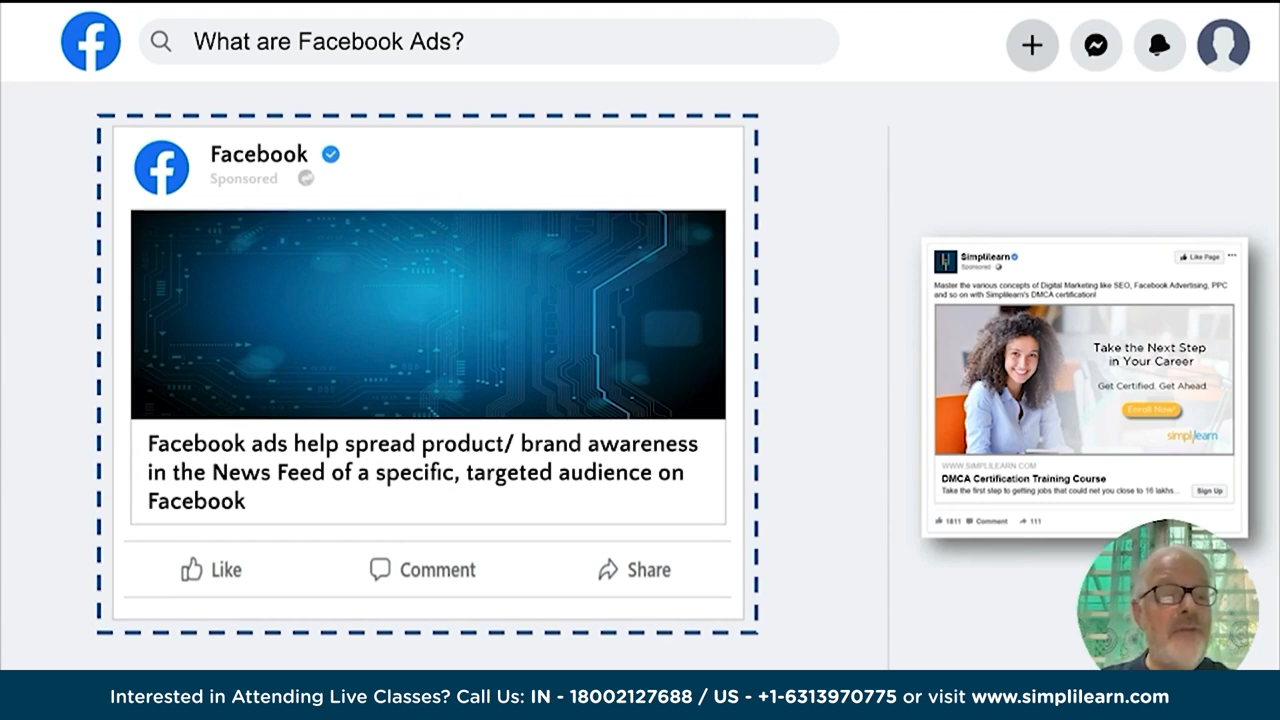 What are Facebook Ads?
Facebook
Sponsored
Facebook ads help spread product/ brand awareness
in the News Feed of a specific, targeted audience on
Facebook
Like
Comment
Share
Simplilearn
Sponsored
Like Page
Master the various concepts of Digital Marketing like SEO, Facebook Advertising, PPC
and so on with Simplilearn's DMCA certification!
Take the Next Step
in Your Career
Get Certified. Get Ahead.
Enroll Now!
simplilearn
WWW.SIMPLILEARN.COM
DMCA Certification Training Course
Take the first step to getting jobs that could net you close to 16 lakhs...
Sign Up
1811 Comment 111
Interested in Attending Live Classes? Call Us: IN - 18002127688 / US - +1-6313970775 or visit www.simplilearn.com